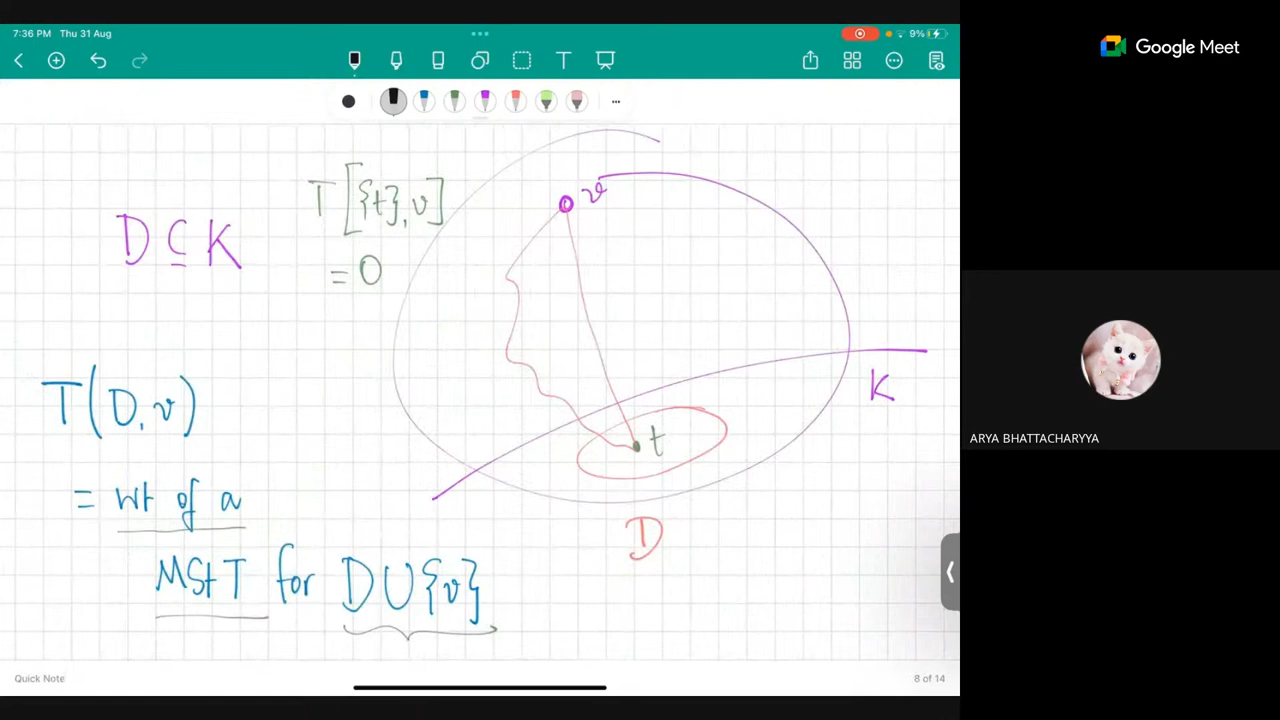 7:36 PM Thu 31 Aug
9%
Google Meet
T[{t}, v]
= 0
v
D ⊆ K
K
t
T(D, v)
= wt of a
MStT for D ∪ {v}
D
ARYA BHATTACHARYYA
Quick Note
8 of 14